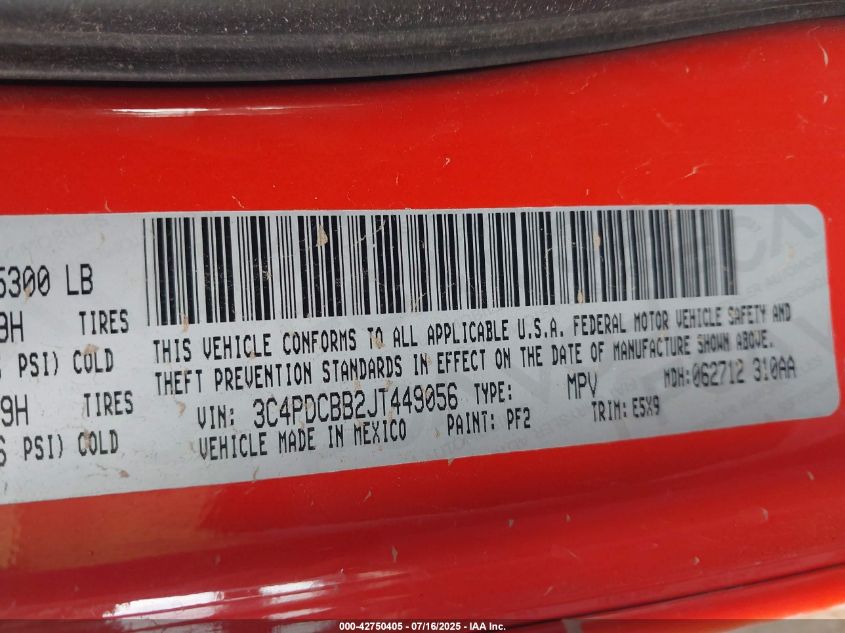 5300 LB
9H TIRES
PSI) COLD
9H TIRES
PSI) COLD
THIS VEHICLE CONFORMS TO ALL APPLICABLE U.S.A. FEDERAL MOTOR VEHICLE SAFETY AND
THEFT PREVENTION STANDARDS IN EFFECT ON THE DATE OF MANUFACTURE SHOWN ABOVE.
VIN: 3C4PDCBB2JT449056 TYPE: MPV MDH:062712 310AA
VEHICLE MADE IN MEXICO PAINT: PF2 TRIM: E5X9
000-42750405 - 07/16/2025 - IAA Inc.